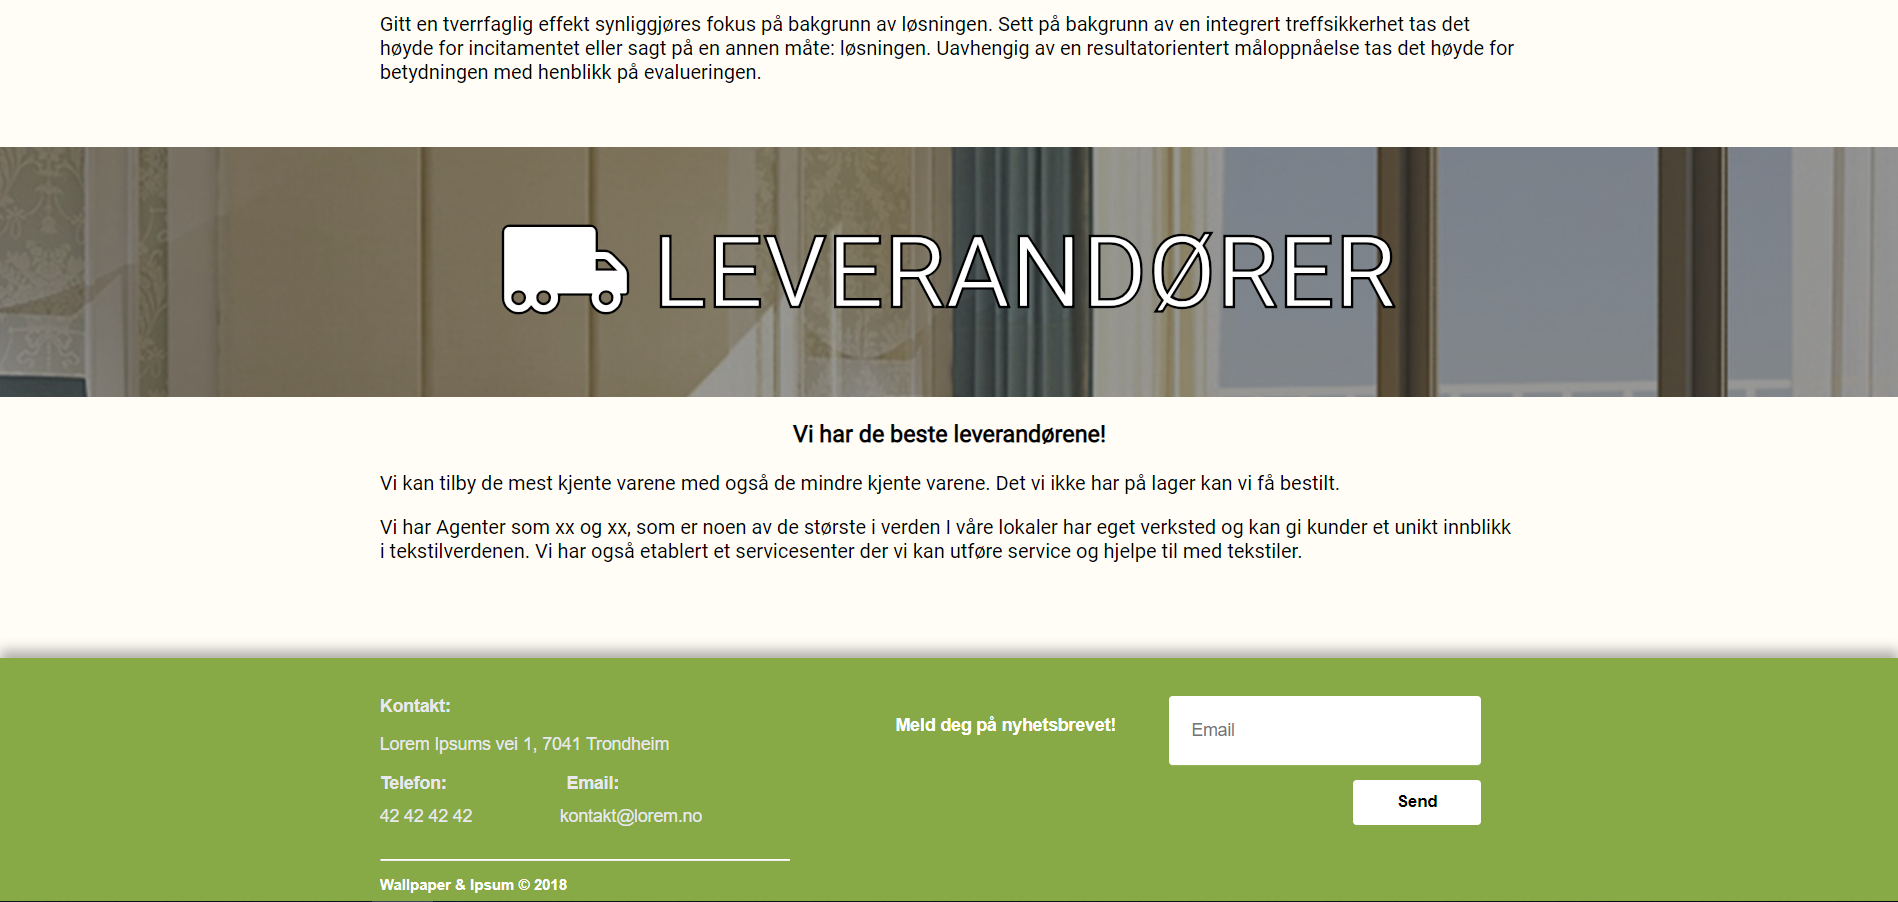 Gitt en tverrfaglig effekt synliggjøres fokus på bakgrunn av løsningen. Sett på bakgrunn av en integrert treffsikkerhet tas det
høyde for incitamentet eller sagt på en annen måte: løsningen. Uavhengig av en resultatorientert måloppnåelse tas det høyde for
betydningen med henblikk på evalueringen.
LEVERANDØRER
Vi har de beste leverandørene!
Vi kan tilby de mest kjente varene med også de mindre kjente varene. Det vi ikke har på lager kan vi få bestilt.
Vi har Agenter som xx og xx, som er noen av de største i verden I våre lokaler har eget verksted og kan gi kunder et unikt innblikk
i tekstilverdenen. Vi har også etablert et servicesenter der vi kan utføre service og hjelpe til med tekstiler.
Kontakt:
Lorem Ipsums vei 1, 7041 Trondheim
Telefon: Email:
42 42 42 42 kontakt@lorem.no
Wallpaper & Ipsum © 2018
Meld deg på nyhetsbrevet!
Email
Send